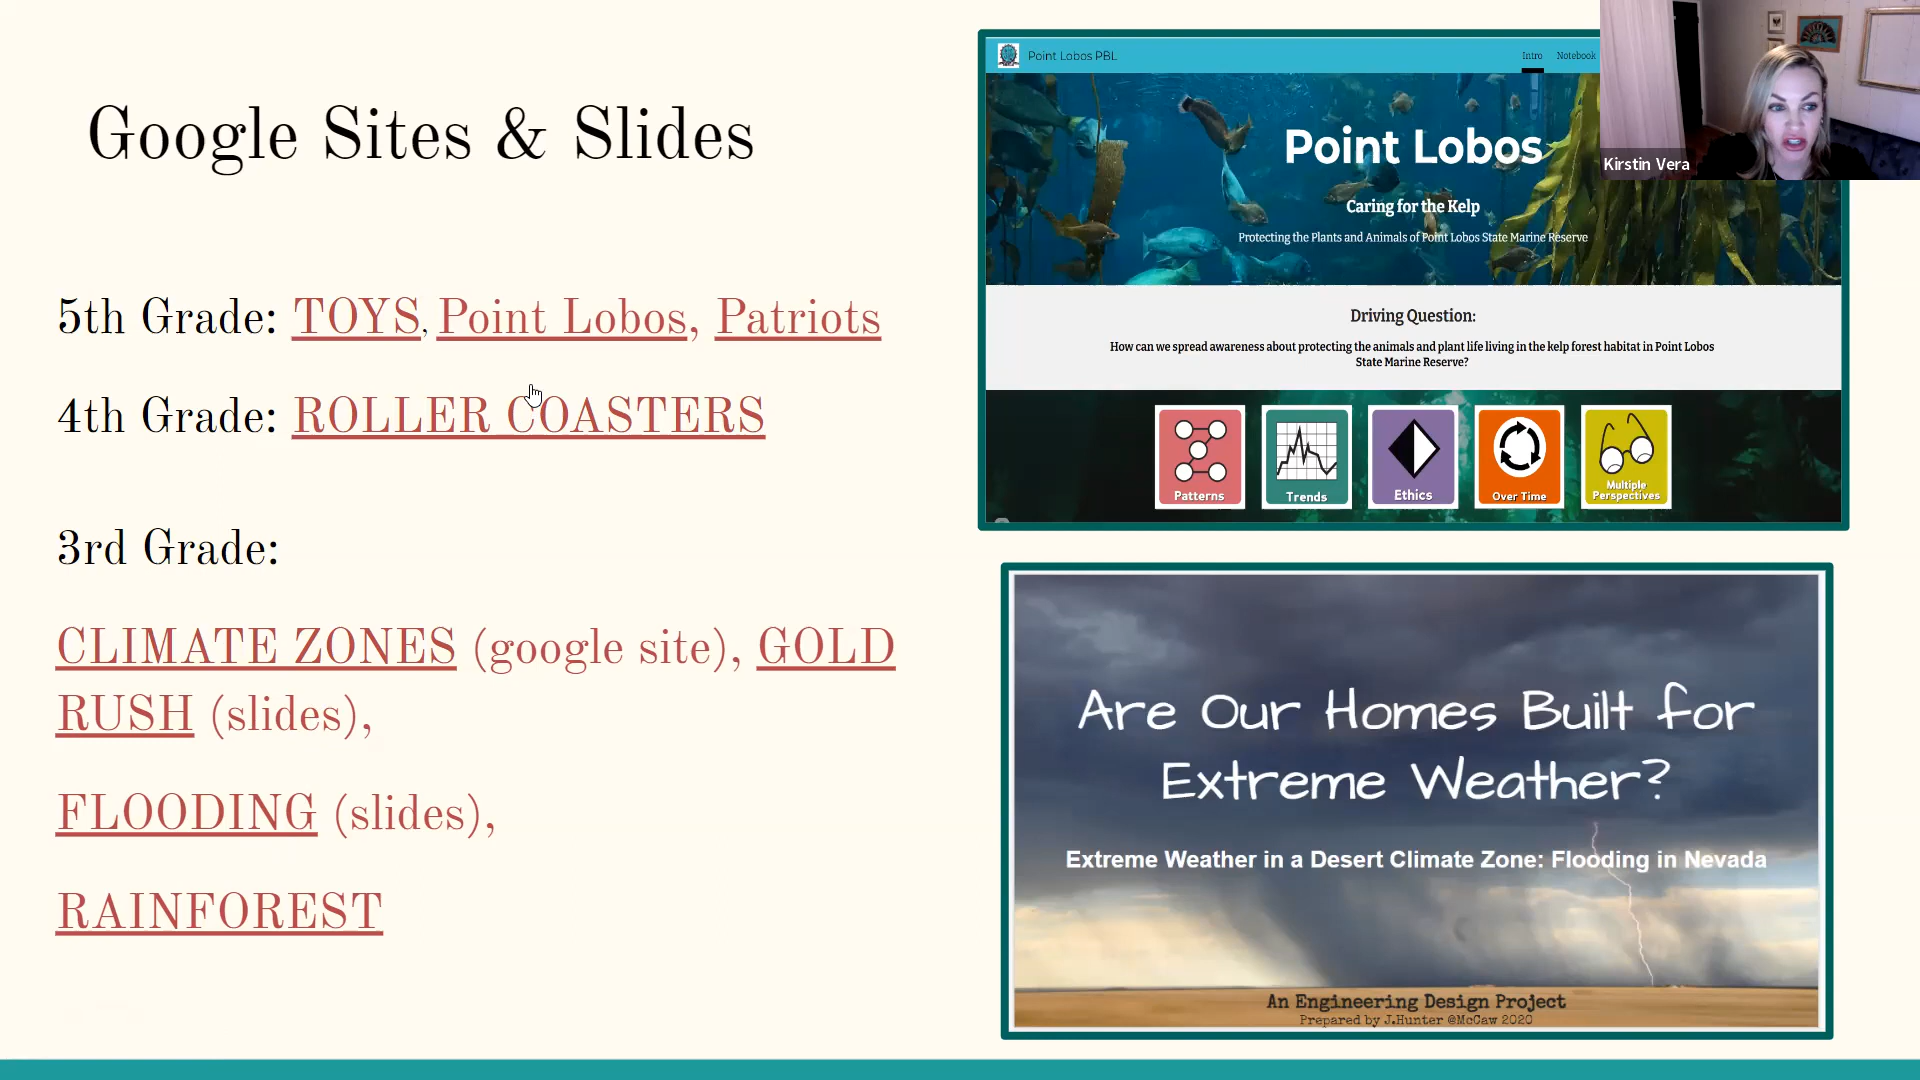 Google Sites & Slides
5th Grade: TOYS, Point Lobos, Patriots
4th Grade: ROLLER COASTERS
3rd Grade:
CLIMATE ZONES (google site), GOLD
RUSH (slides),
FLOODING (slides),
RAINFOREST
Point Lobos PBL
Intro
Notebook
Point Lobos
Caring for the Kelp
Protecting the Plants and Animals of Point Lobos State Marine Reserve
Driving Question:
How can we spread awareness about protecting the animals and plant life living in the kelp forest habitat in Point Lobos
State Marine Reserve?
Patterns
Trends
Ethics
Over Time
Multiple
Perspectives
Kirstin Vera
Are Our Homes Built for
Extreme Weather?
Extreme Weather in a Desert Climate Zone: Flooding in Nevada
An Engineering Design Project
Prepared by J.Hunter @McCaw 2020